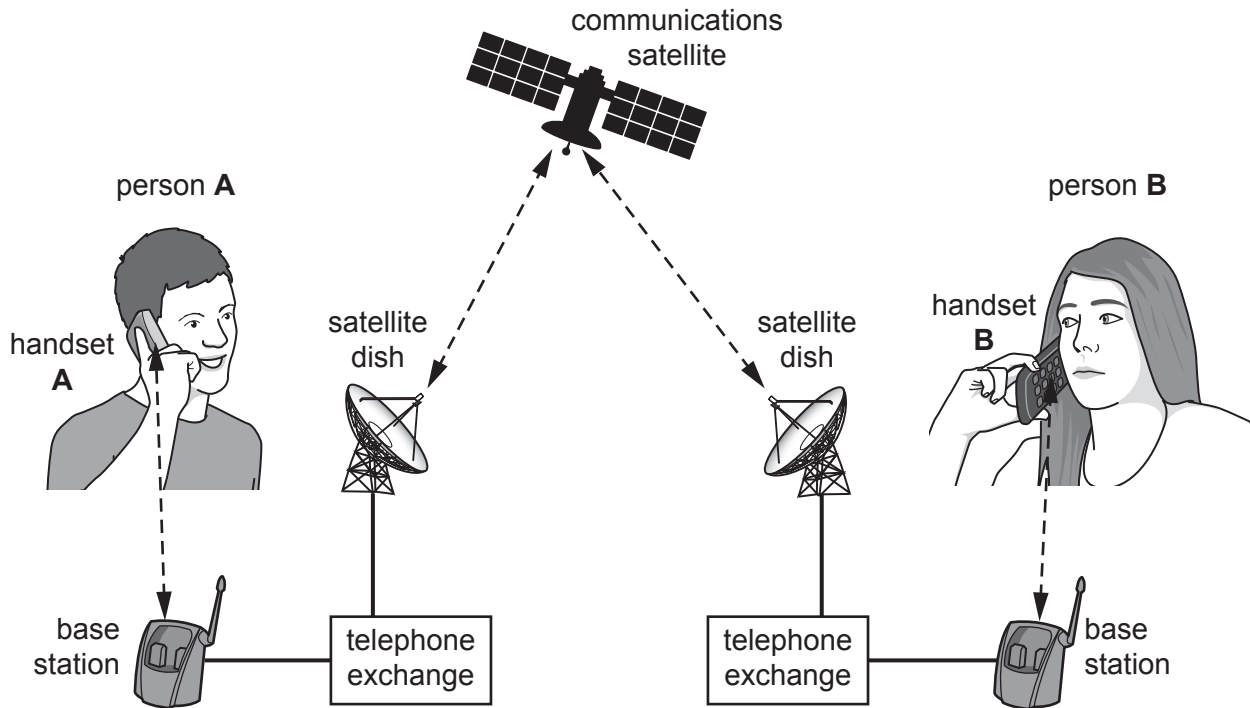 communications
satellite
person A
person B
handset
A
satellite
dish
satellite
dish
handset
B
base
station
telephone
exchange
telephone
exchange
base
station